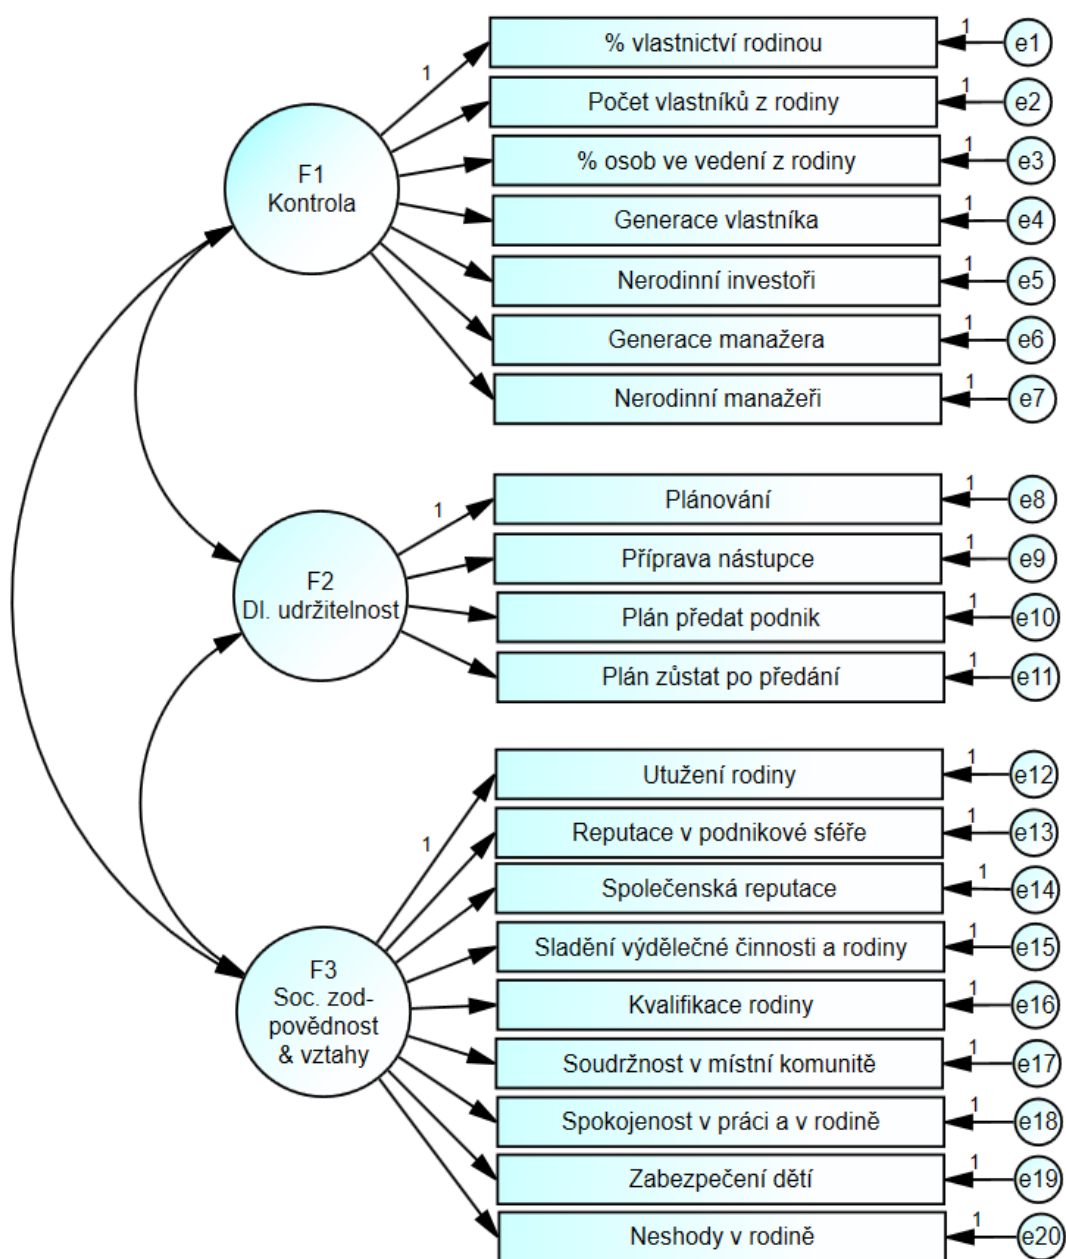 % vlastnictví rodinou
1
e1
1
Počet vlastníků z rodiny
1
e2
% osob ve vedení z rodiny
1
e3
F1
Kontrola
Generace vlastníka
1
e4
Nerodinní investoři
1
e5
Generace manažera
1
e6
Nerodinní manažeři
1
e7
Plánování
1
e8
1
Příprava nástupce
1
e9
F2
Dl. udržitelnost
Plán předat podnik
1
e10
Plán zůstat po předání
1
e11
Utužení rodiny
1
e12
1
Reputace v podnikové sféře
1
e13
Společenská reputace
1
e14
Sladění výdělečné činnosti a rodiny
1
e15
F3
Soc. zod-
povědnost
& vztahy
Kvalifikace rodiny
1
e16
Soudržnost v místní komunitě
1
e17
Spokojenost v práci a v rodině
1
e18
Zabezpečení dětí
1
e19
Neshody v rodině
1
e20